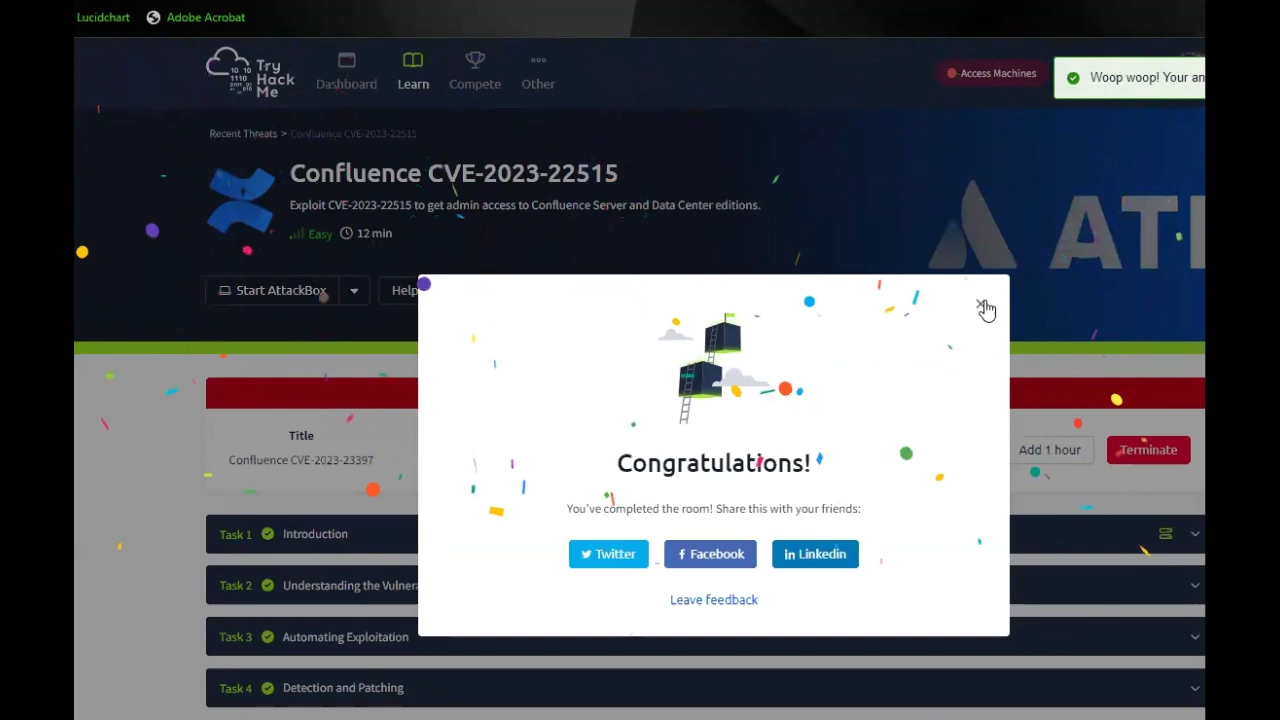 Lucidchart Adobe Acrobat
Try
Hack
Me
Dashboard Learn Compete Other
Access Machines
Woop woop! Your an
Recent Threats > Confluence CVE-2023-22515
Confluence CVE-2023-22515
Exploit CVE-2023-22515 to get admin access to Confluence Server and Data Center editions.
Easy 12 min
ATL
Start AttackBox Help
Title
Confluence CVE-2023-23397
Add 1 hour Terminate
Congratulations!
You've completed the room! Share this with your friends:
Twitter Facebook Linkedin
Leave feedback
Task 1 Introduction
Task 2 Understanding the Vulnera
Task 3 Automating Exploitation
Task 4 Detection and Patching